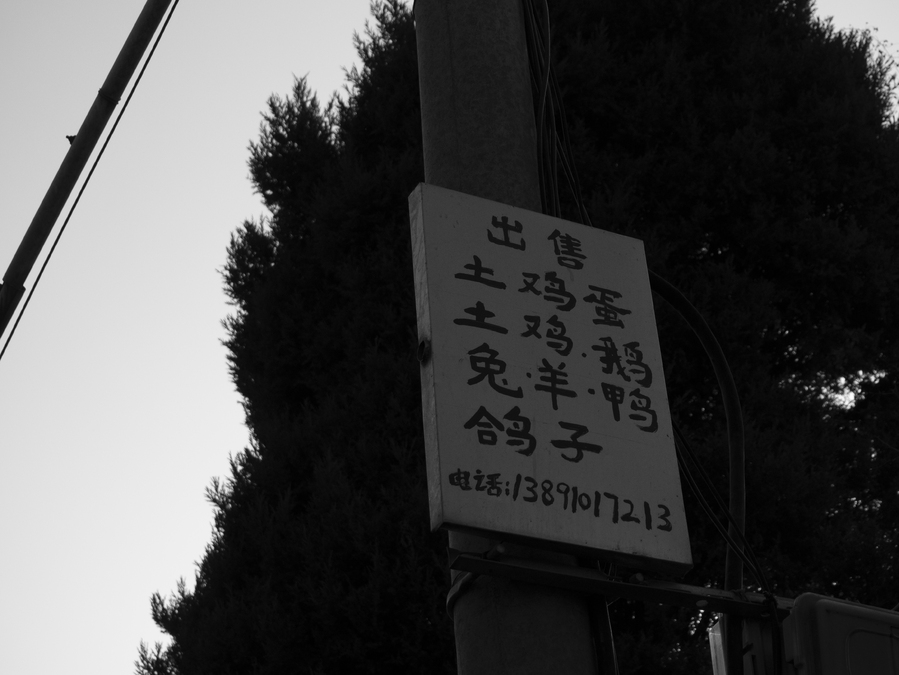 出售
土鸡蛋
土鸡·鹅
兔·羊·鸭
鸽子
电话:13891017213